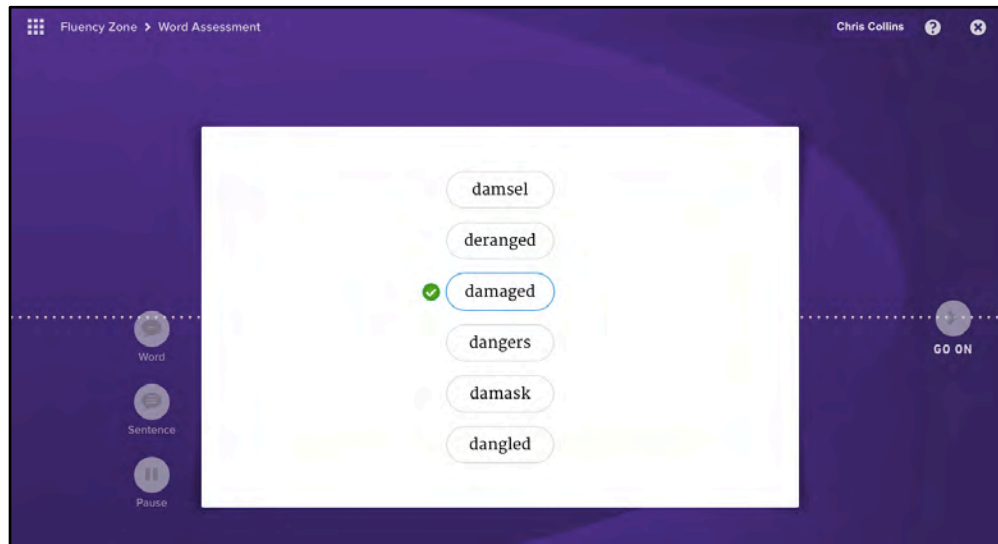 Fluency Zone > Word Assessment
Chris Collins
?
damsel
deranged
damaged
dangers
damask
dangled
Word
Sentence
Pause
GO ON